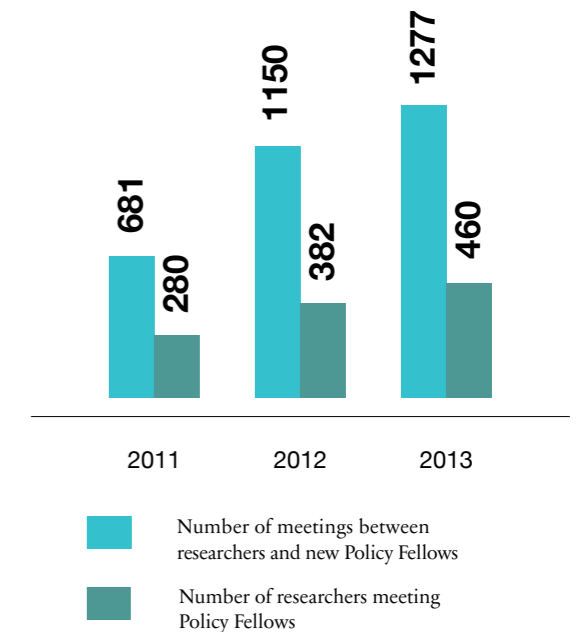 681
280
1150
382
1277
460
2011
2012
2013
Number of meetings between
researchers and new Policy Fellows
Number of researchers meeting
Policy Fellows